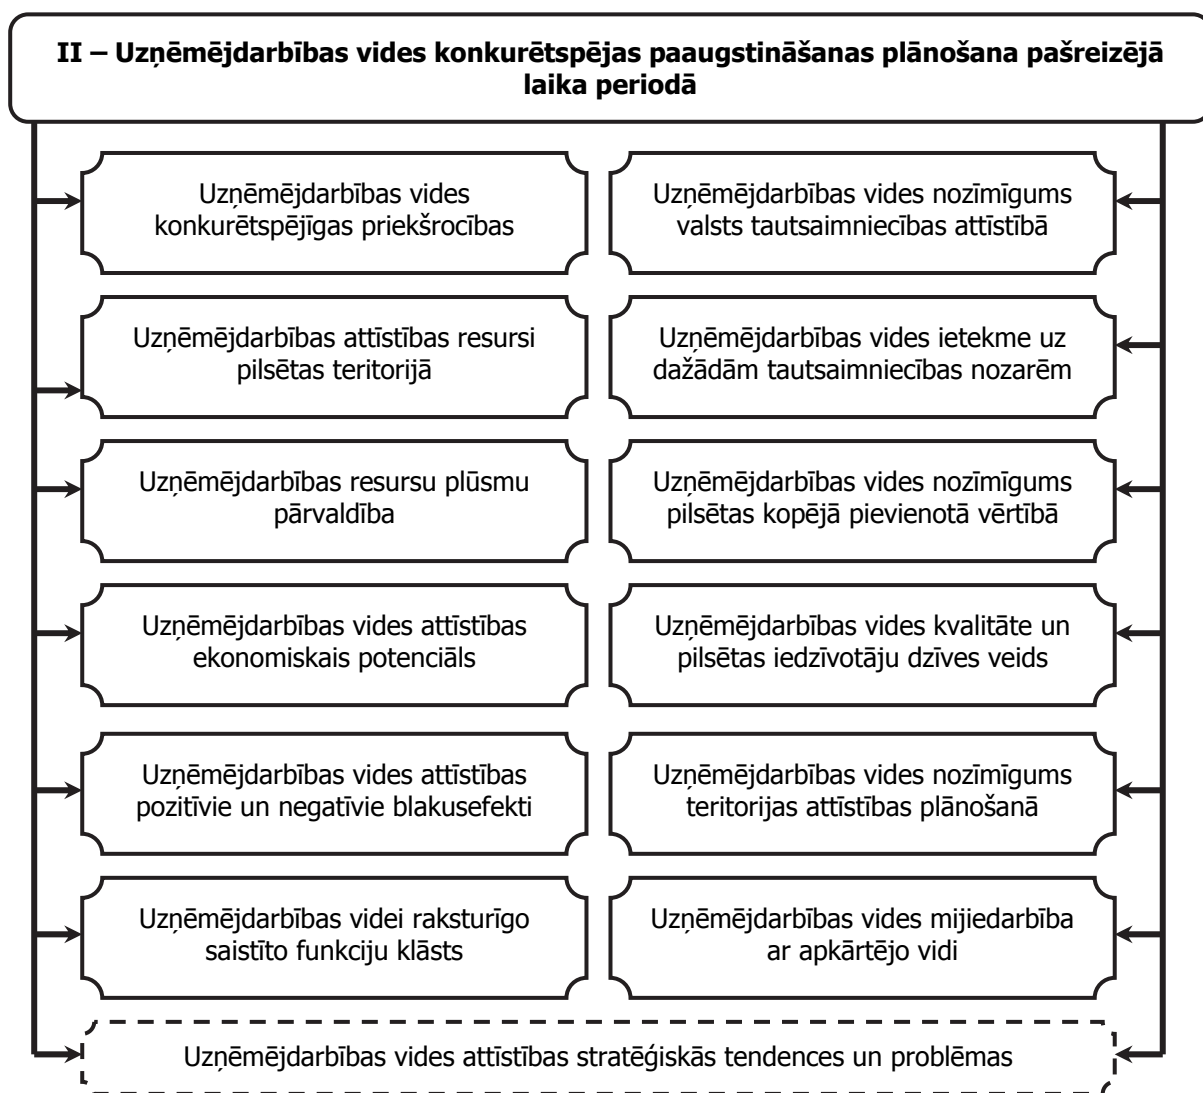 II – Uzņēmējdarbības vides konkurētspējas paaugstināšanas plānošana pašreizējā
laika periodā
Uzņēmējdarbības vides
konkurētspējīgas priekšrocības
Uzņēmējdarbības vides nozīmīgums
valsts tautsaimniecības attīstībā
Uzņēmējdarbības attīstības resursi
pilsētas teritorijā
Uzņēmējdarbības vides ietekme uz
dažādām tautsaimniecības nozarēm
Uzņēmējdarbības resursu plūsmu
pārvaldība
Uzņēmējdarbības vides nozīmīgums
pilsētas kopējā pievienotā vērtībā
Uzņēmējdarbības vides attīstības
ekonomiskais potenciāls
Uzņēmējdarbības vides kvalitāte un
pilsētas iedzīvotāju dzīves veids
Uzņēmējdarbības vides attīstības
pozitīvie un negatīvie blakusefekti
Uzņēmējdarbības vides nozīmīgums
teritorijas attīstības plānošanā
Uzņēmējdarbības videi raksturīgo
saistīto funkciju klāsts
Uzņēmējdarbības vides mijiedarbība
ar apkārtējo vidi
Uzņēmējdarbības vides attīstības stratēģiskās tendences un problēmas